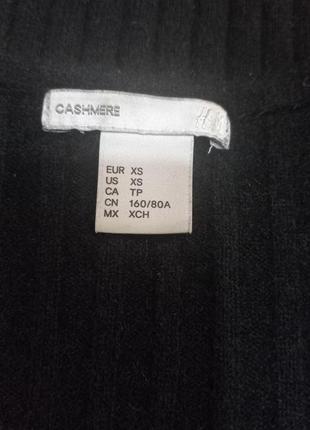 CASHMERE H&M
EUR XS
US XS
CA TP
CN 160/80A
MX XCH